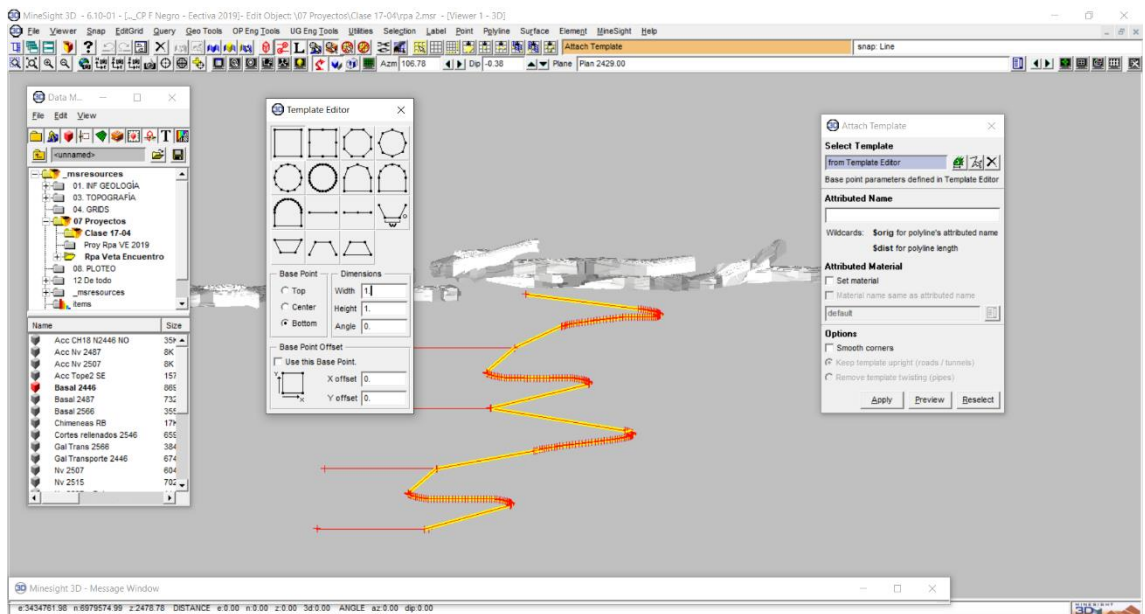 MineSight 3D - 6.10-01 - [..._CP F Negro - Eectiva 2019]- Edit Object: \07 Proyectos\Clase 17-04\rpa 2.msr - [Viewer 1 - 3D]
File Viewer Snap EditGrid Query Geo Tools OP Eng Tools UG Eng Tools Utilities Selection Label Point Polyline Surface Element MineSight Help
Attach Template
snap: Line
Azm 106.78 Dip -0.38 Plane Plan 2429.00
Data M...
File Edit View
<unnamed>
_msresources
01. INF GEOLOGÍA
03. TOPOGRAFÍA
04. GRIDS
07 Proyectos
Clase 17-04
Proy Rpa VE 2019
Rpa Veta Encuentro
08. PLOTEO
12 De todo
_msresources
items
Name Size
Acc CH18 N2446 NO
Acc Nv 2487 8K
Acc Nv 2507 8K
Acc Tope2 SE 157
Basal 2446 869
Basal 2487 732
Basal 2566 355
Chimeneas RB
Cortes rellenados 2546 659
Gal Trans 2566 384
Gal Transporte 2446 674
Nv 2507 604
Nv 2515 702
Template Editor
Base Point
Top
Center
Bottom
Dimensions
Width 1.
Height 1.
Angle 0.
Base Point Offset
Use this Base Point.
Y
X
X offset 0.
Y offset 0.
Attach Template
Select Template
from Template Editor
Base point parameters defined in Template Editor
Attributed Name
Wildcards: $orig for polyline's attributed name
$dist for polyline length
Attributed Material
Set material
Material name same as attributed name
default
Options
Smooth corners
Keep template upright (roads / tunnels)
Remove template twisting (pipes)
Apply Preview Reselect
Minesight 3D - Message Window
e:3434761.98 n:6979574.99 z:2478.78 DISTANCE e:0.00 n:0.00 z:0.00 3d:0.00 ANGLE az:0.00 dip:0.00
MINESIGHT
3D